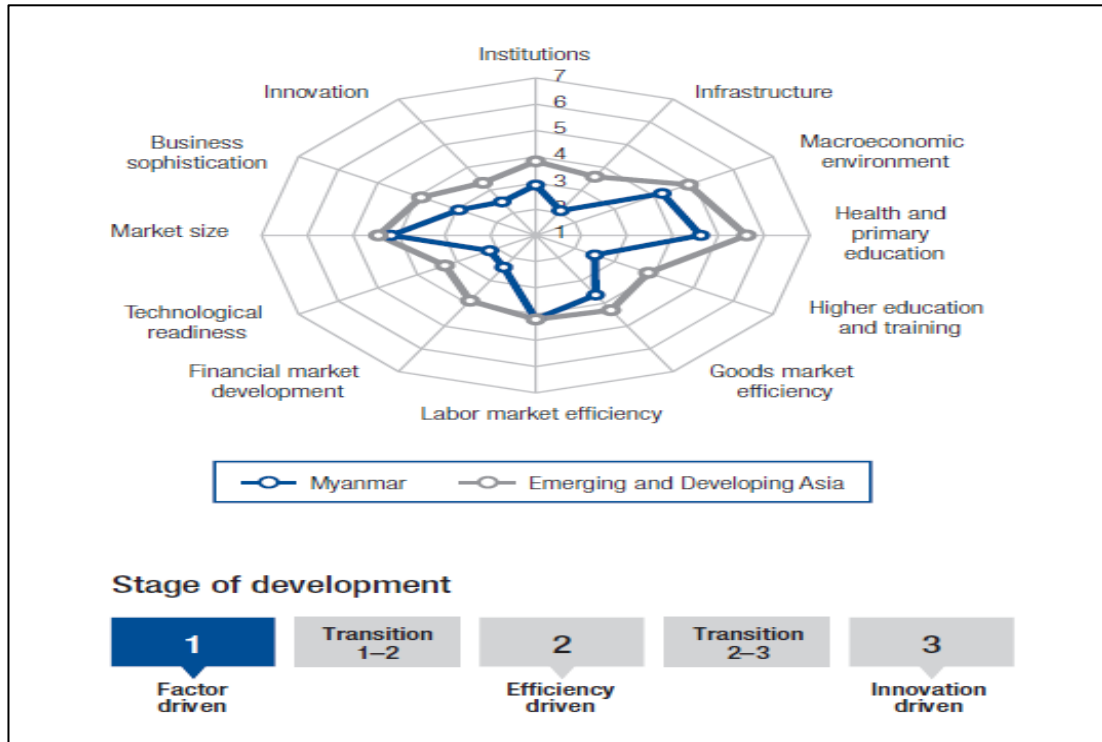 Institutions
7
6
5
4
3
2
1
Infrastructure
Macroeconomic
environment
Health and
primary
education
Higher education
and training
Goods market
efficiency
Labor market efficiency
Financial market
development
Technological
readiness
Market size
Business
sophistication
Innovation
Myanmar
Emerging and Developing Asia
Stage of development
1
Transition
1–2
2
Transition
2–3
3
Factor
driven
Efficiency
driven
Innovation
driven